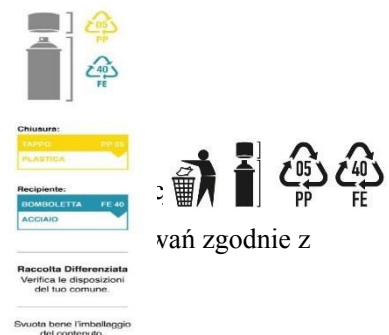 05
PP
40
FE
Chiusura:
TAPPO PP 05
PLASTICA
Recipiente:
BOMBOLETTA FE 40
ACCIAIO
05 40
PP FE
zgodnie z
Raccolta Differenziata
Verifica le disposizioni
del tuo comune.
Svuota bene l'imballaggio
del contenuto